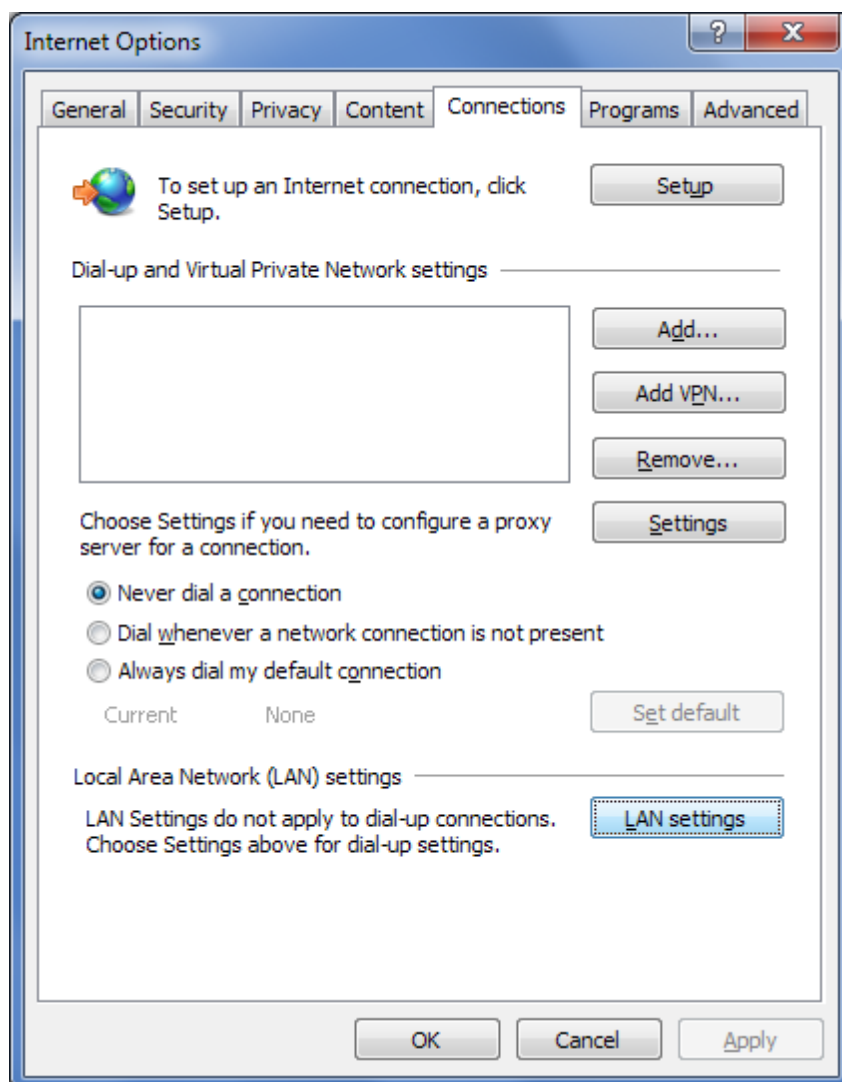 Internet Options
?
General Security Privacy Content Connections Programs Advanced
To set up an Internet connection, click
Setup.
Setup
Dial-up and Virtual Private Network settings
Add...
Add VPN...
Remove...
Choose Settings if you need to configure a proxy
server for a connection.
Settings
Never dial a connection
Dial whenever a network connection is not present
Always dial my default connection
Current None
Set default
Local Area Network (LAN) settings
LAN Settings do not apply to dial-up connections.
Choose Settings above for dial-up settings.
LAN settings
OK Cancel Apply